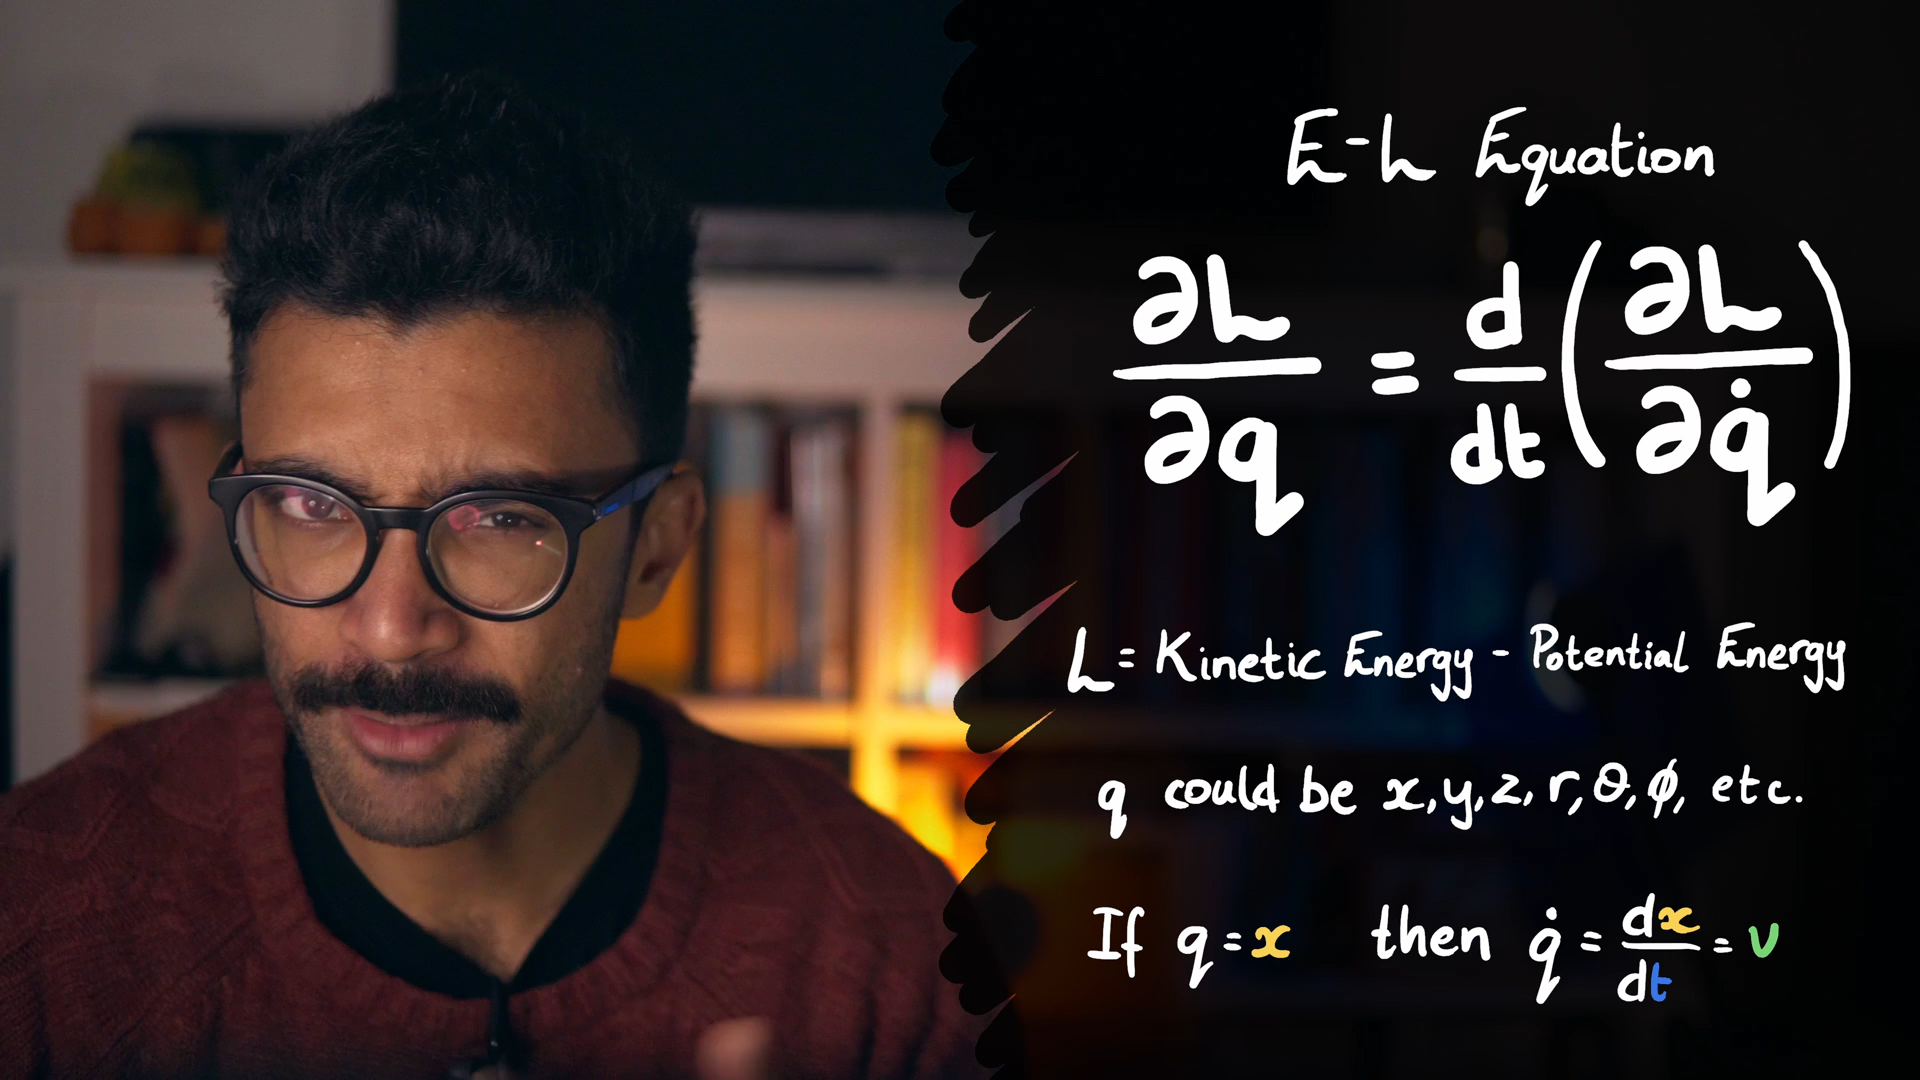 E-L Equation
∂L/∂q = d/dt (∂L/∂q̇)
L = Kinetic Energy - Potential Energy
q could be x, y, z, r, θ, ϕ, etc.
If q = x then q̇ = dx/dt = v